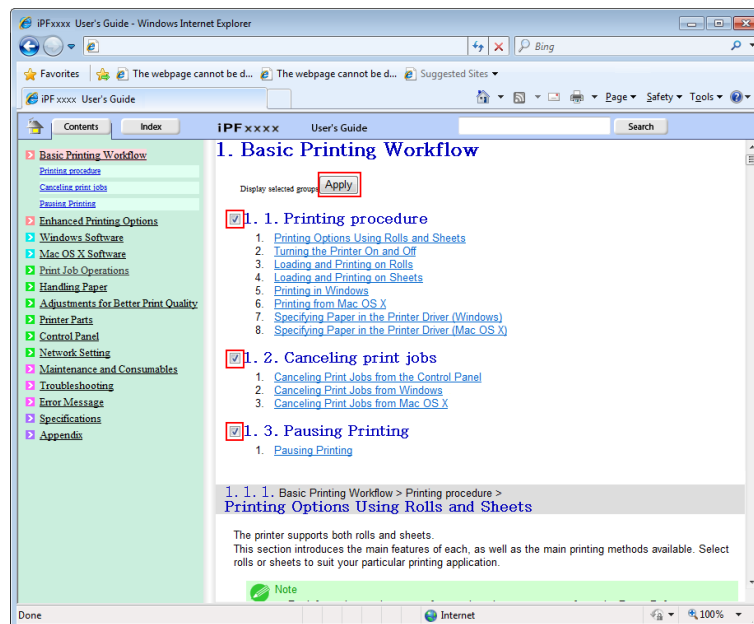 iPFxxxx User's Guide - Windows Internet Explorer
Bing
Favorites The webpage cannot be d... The webpage cannot be d... Suggested Sites
iPF xxxx User's Guide
Page Safety Tools
Contents Index iPF xxxx User's Guide Search
Basic Printing Workflow
Printing procedure
Canceling print jobs
Pausing Printing
Enhanced Printing Options
Windows Software
Mac OS X Software
Print Job Operations
Handling Paper
Adjustments for Better Print Quality
Printer Parts
Control Panel
Network Setting
Maintenance and Consumables
Troubleshooting
Error Message
Specifications
Appendix
1. Basic Printing Workflow
Display selected groups Apply
1. 1. Printing procedure
1. Printing Options Using Rolls and Sheets
2. Turning the Printer On and Off
3. Loading and Printing on Rolls
4. Loading and Printing on Sheets
5. Printing in Windows
6. Printing from Mac OS X
7. Specifying Paper in the Printer Driver (Windows)
8. Specifying Paper in the Printer Driver (Mac OS X)
1. 2. Canceling print jobs
1. Canceling Print Jobs from the Control Panel
2. Canceling Print Jobs from Windows
3. Canceling Print Jobs from Mac OS X
1. 3. Pausing Printing
1. Pausing Printing
1. 1. 1. Basic Printing Workflow > Printing procedure >
Printing Options Using Rolls and Sheets
The printer supports both rolls and sheets.
This section introduces the main features of each, as well as the main printing methods available. Select
rolls or sheets to suit your particular printing application.
Note
Done Internet 100%